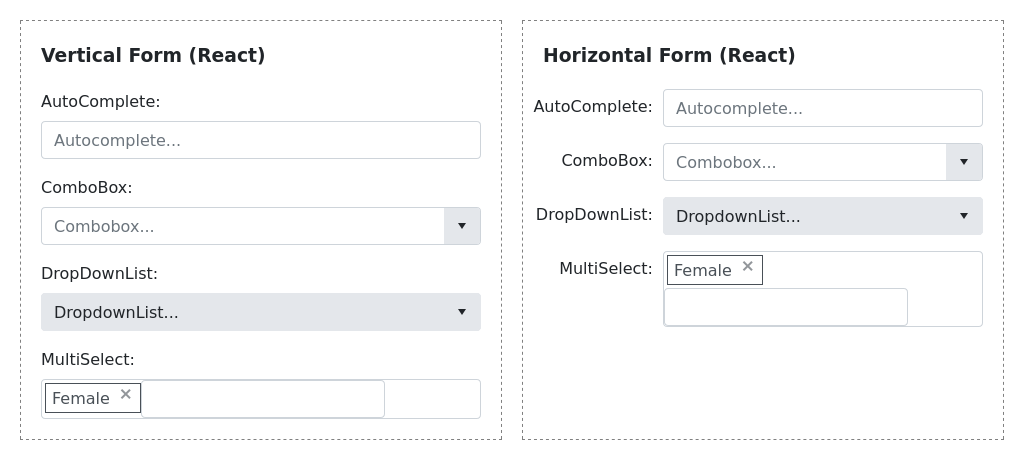 Vertical Form (React)
AutoComplete:
Autocomplete...
ComboBox:
Combobox...
DropDownList:
DropdownList...
MultiSelect:
Female ✕
Horizontal Form (React)
AutoComplete: Autocomplete...
ComboBox: Combobox...
DropDownList: DropdownList...
MultiSelect: Female ✕